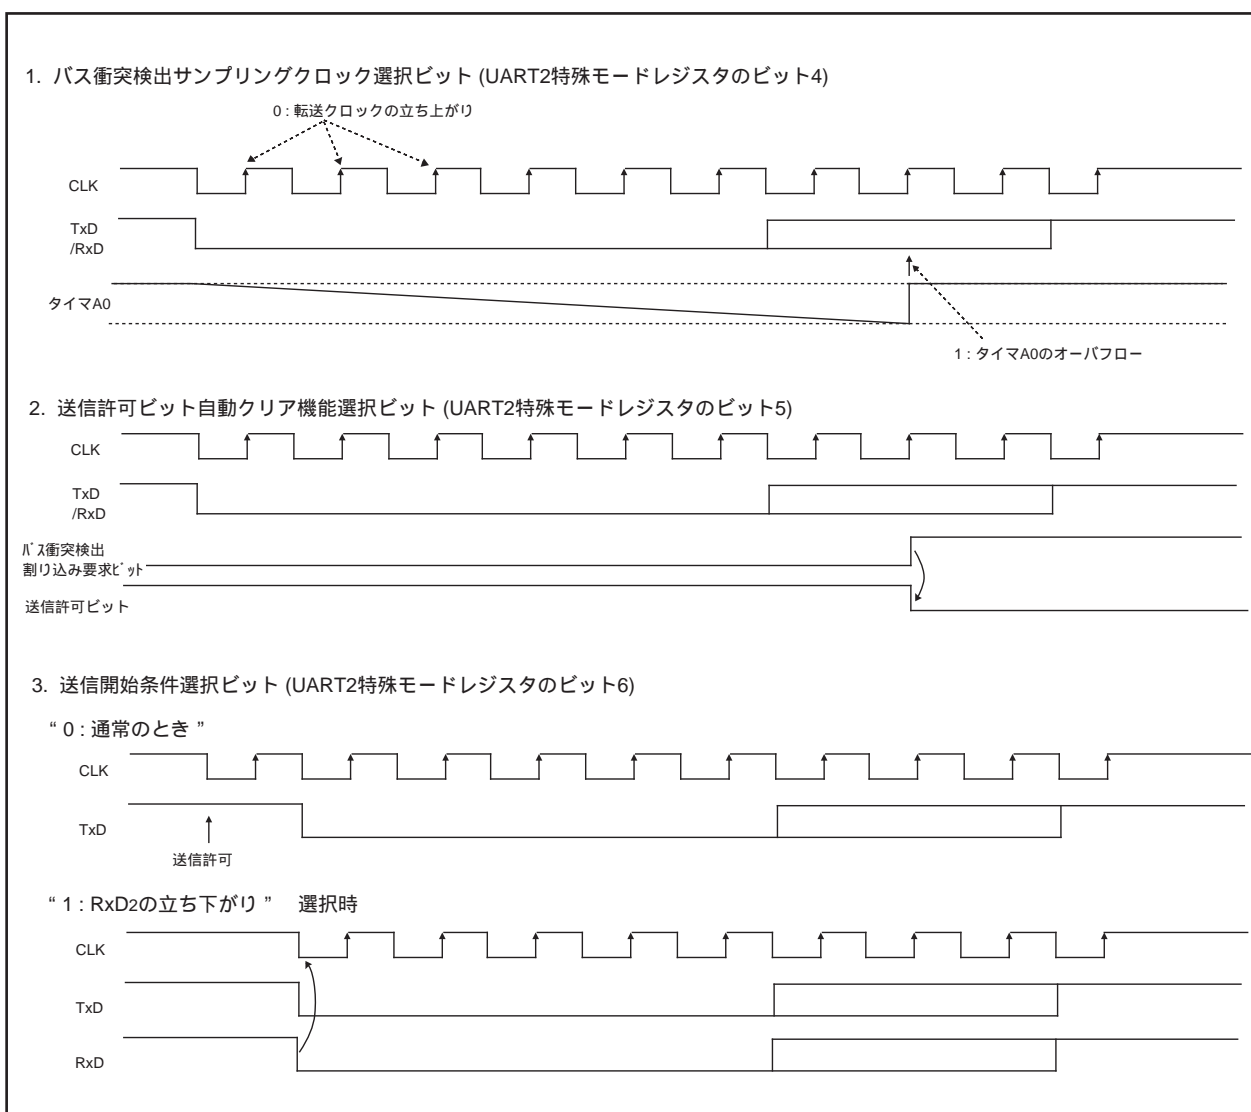 1. バス衝突検出サンプリングクロック選択ビット (UART2特殊モードレジスタのビット4)
0 : 転送クロックの立ち上がり
CLK
TxD
/RxD
タイマA0
1 : タイマA0のオーバフロー
2. 送信許可ビット自動クリア機能選択ビット (UART2特殊モードレジスタのビット5)
CLK
TxD
/RxD
バス衝突検出
割り込み要求ビット
送信許可ビット
3. 送信開始条件選択ビット (UART2特殊モードレジスタのビット6)
“ 0 : 通常のとき ”
CLK
TxD
送信許可
“ 1 : RxD2の立ち下がり ” 選択時
CLK
TxD
RxD